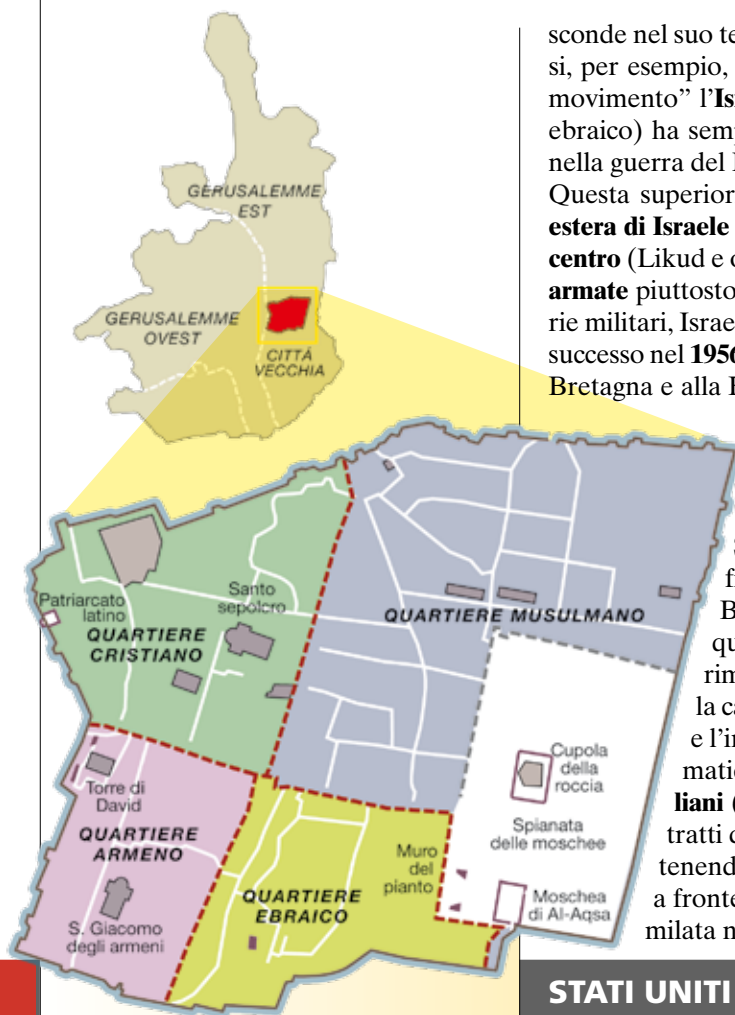 sconde nel suo te
si, per esempio,
movimento” l’Isr
ebraico) ha semp
nella guerra del
Questa superior
estera di Israele
centro (Likud e
armate piuttosto
rie militari, Israe
successo nel 1956
Bretagna e alla
fi
B
qu
rim
la ca
e l’in
matic
liani (
tratti
tenend
a fronte
milata n
GERUSALEMME
EST
GERUSALEMME
OVEST
CITTÀ
VECCHIA
Patriarcato
latino
Santo
sepolcro
QUARTIERE
CRISTIANO
QUARTIERE MUSULMANO
Cupola
della
roccia
Spianata
delle moschee
Moschea
di Al-Aqsa
Torre di
David
QUARTIERE
ARMENO
S. Giacomo
degli armeni
Muro
del
pianto
QUARTIERE
EBRAICO
STATI UNITI